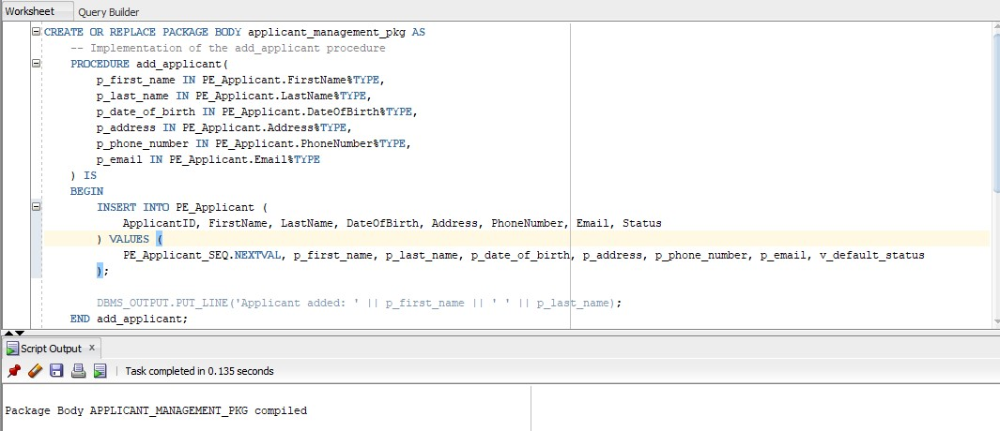 Worksheet Query Builder
CREATE OR REPLACE PACKAGE BODY applicant_management_pkg AS
-- Implementation of the add_applicant procedure
PROCEDURE add_applicant(
p_first_name IN PE_Applicant.FirstName%TYPE,
p_last_name IN PE_Applicant.LastName%TYPE,
p_date_of_birth IN PE_Applicant.DateOfBirth%TYPE,
p_address IN PE_Applicant.Address%TYPE,
p_phone_number IN PE_Applicant.PhoneNumber%TYPE,
p_email IN PE_Applicant.Email%TYPE
) IS
BEGIN
INSERT INTO PE_Applicant (
ApplicantID, FirstName, LastName, DateOfBirth, Address, PhoneNumber, Email, Status
) VALUES (
PE_Applicant_SEQ.NEXTVAL, p_first_name, p_last_name, p_date_of_birth, p_address, p_phone_number, p_email, v_default_status
);
DBMS_OUTPUT.PUT_LINE('Applicant added: ' || p_first_name || ' ' || p_last_name);
END add_applicant;
Script Output x
Task completed in 0.135 seconds
Package Body APPLICANT_MANAGEMENT_PKG compiled